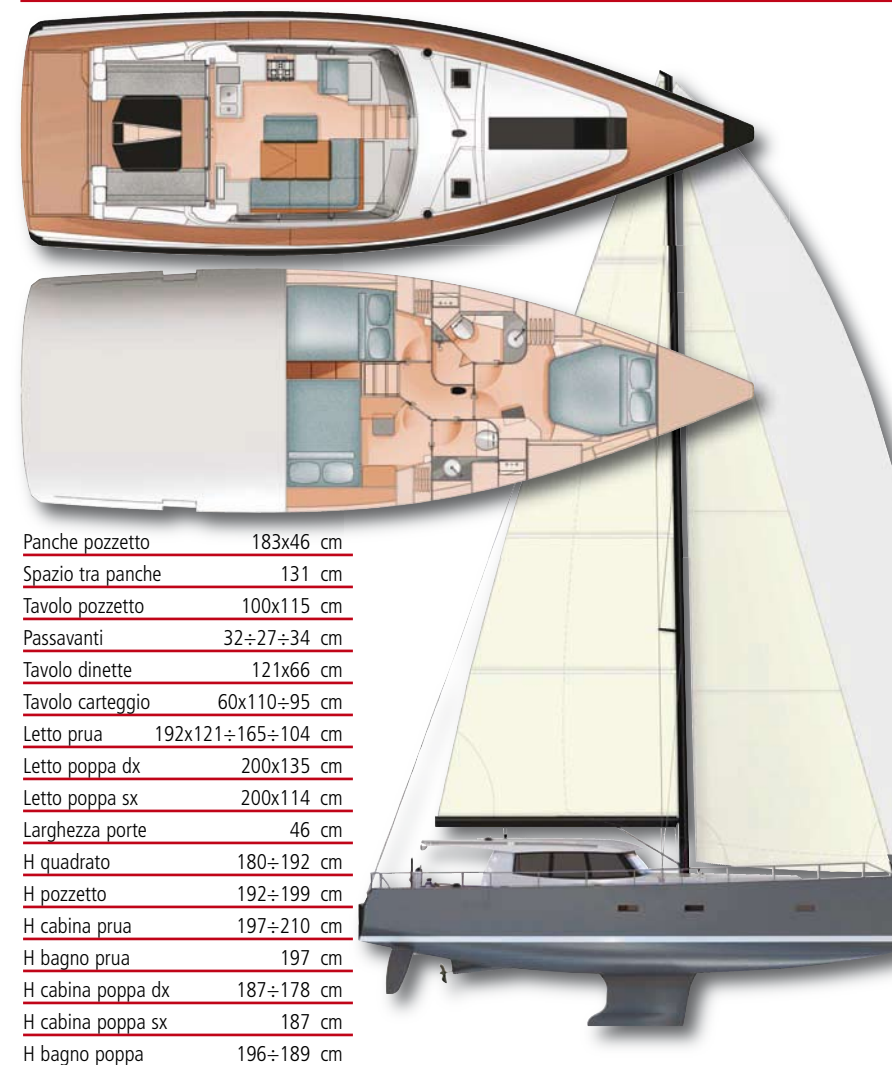 Panche pozzetto 183x46 cm
Spazio tra panche 131 cm
Tavolo pozzetto 100x115 cm
Passavanti 32÷27÷34 cm
Tavolo dinette 121x66 cm
Tavolo carteggio 60x110÷95 cm
Letto prua 192x121÷165÷104 cm
Letto poppa dx 200x135 cm
Letto poppa sx 200x114 cm
Larghezza porte 46 cm
H quadrato 180÷192 cm
H pozzetto 192÷199 cm
H cabina prua 197÷210 cm
H bagno prua 197 cm
H cabina poppa dx 187÷178 cm
H cabina poppa sx 187 cm
H bagno poppa 196÷189 cm